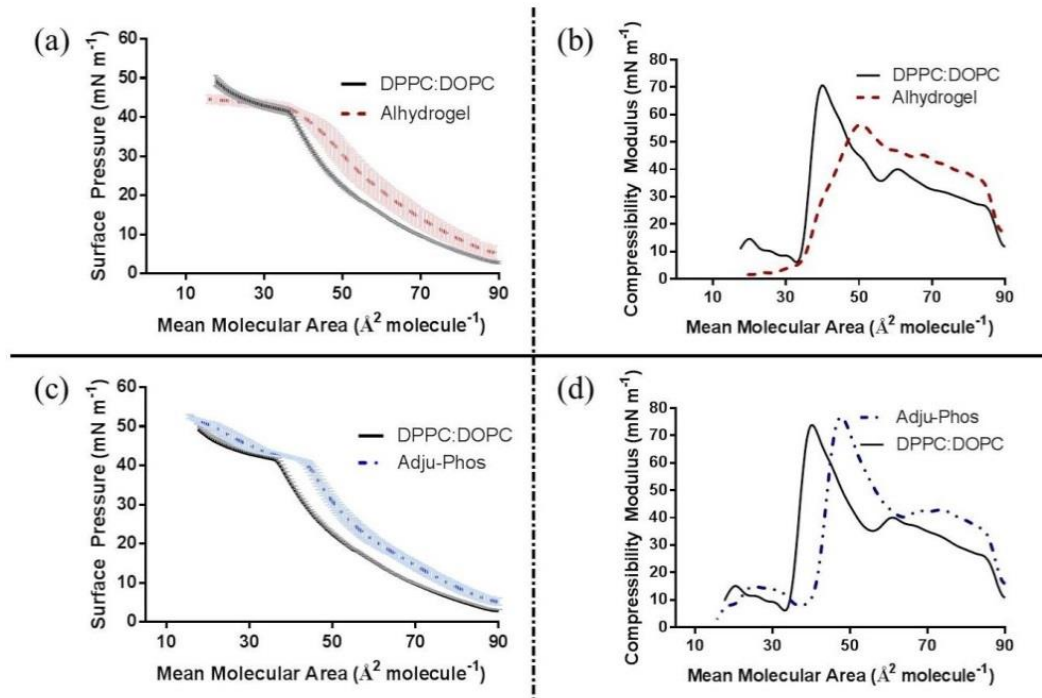 (a)
Surface Pressure (mN m⁻¹)
60
50
40
30
20
10
0
DPPC:DOPC
Alhydrogel
10 30 50 70 90
Mean Molecular Area (Å² molecule⁻¹)
(b)
Compressibility Modulus (mN m⁻¹)
80
70
60
50
40
30
20
10
0
DPPC:DOPC
Alhydrogel
10 30 50 70 90
Mean Molecular Area (Å² molecule⁻¹)
(c)
Surface Pressure (mN m⁻¹)
60
50
40
30
20
10
0
DPPC:DOPC
Adju-Phos
10 30 50 70 90
Mean Molecular Area (Å² molecule⁻¹)
(d)
Compressibility Modulus (mN m⁻¹)
80
70
60
50
40
30
20
10
0
Adju-Phos
DPPC:DOPC
10 30 50 70 90
Mean Molecular Area (Å² molecule⁻¹)